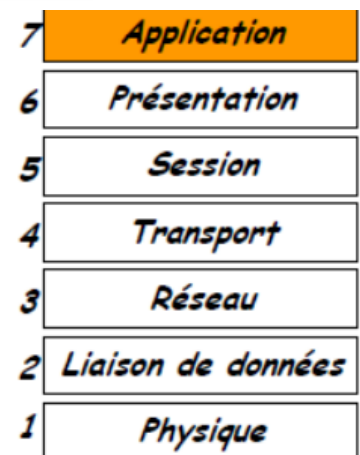 7 Application
6 Présentation
5 Session
4 Transport
3 Réseau
2 Liaison de données
1 Physique